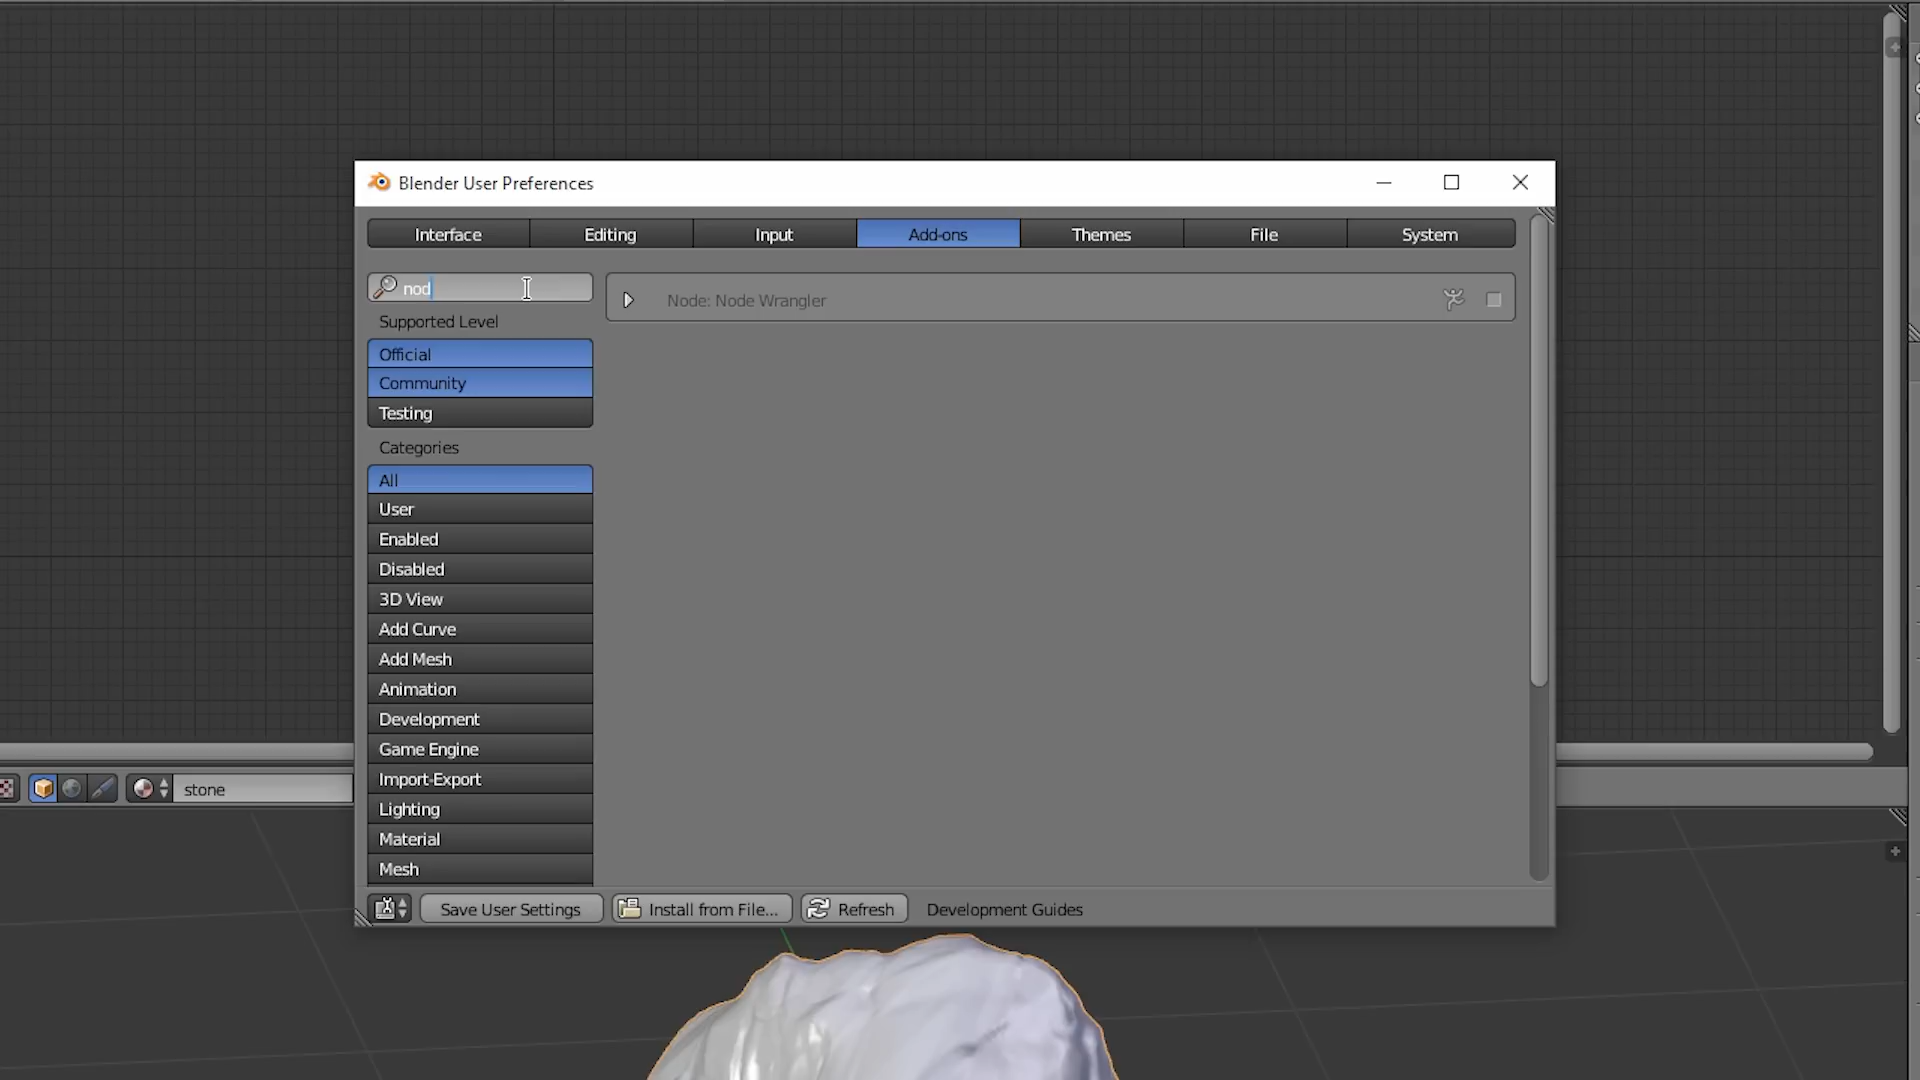 Blender User Preferences
Interface Editing Input Add-ons Themes File System
nod
Node: Node Wrangler
Supported Level
Official
Community
Testing
Categories
All
User
Enabled
Disabled
3D View
Add Curve
Add Mesh
Animation
Development
Game Engine
Import-Export
Lighting
Material
Mesh
stone
Save User Settings Install from File... Refresh Development Guides